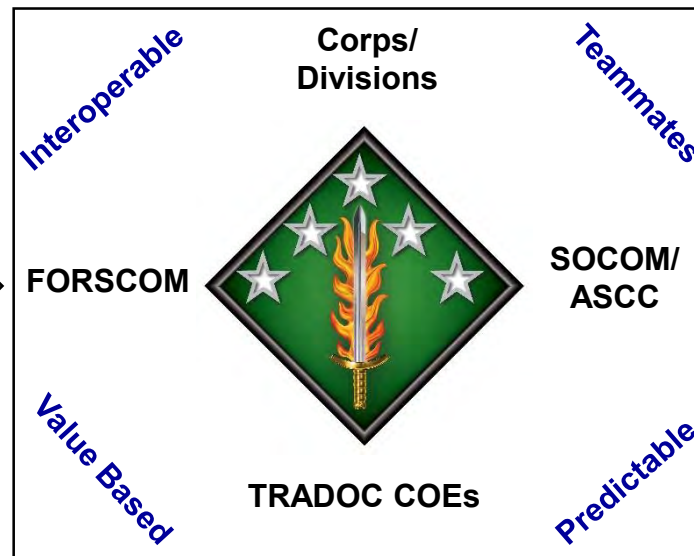 Interoperable
Corps/
Divisions
Teammates
FORSCOM
SOCOM/
ASCC
Value Based
TRADOC COEs
Predictable